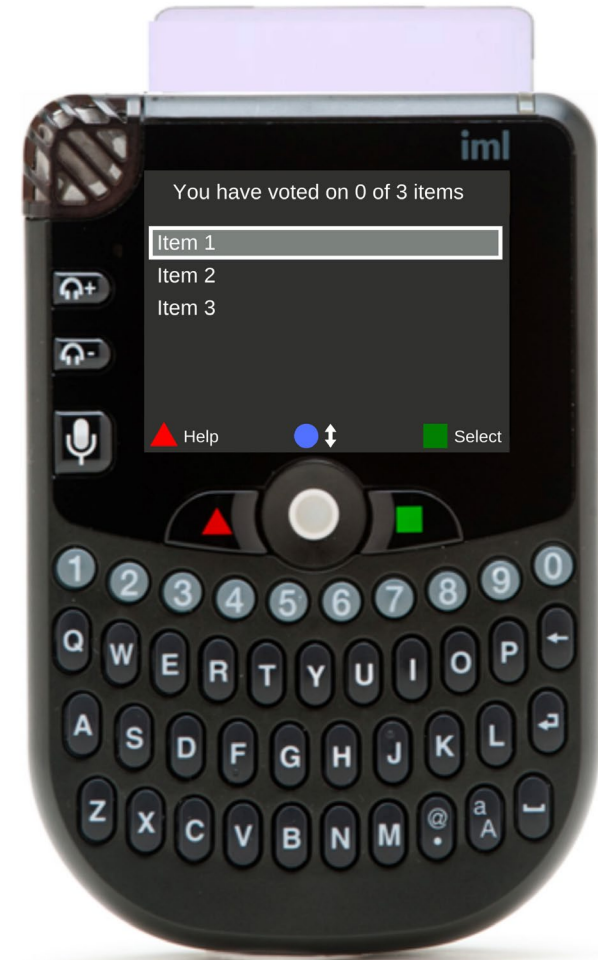 iml
You have voted on 0 of 3 items
Item 1
Item 2
Item 3
Help Select
+
-
1 2 3 4 5 6 7 8 9 0
Q W E R T Y U I O P
A S D F G H J K L
Z X C V B N M @ . a A